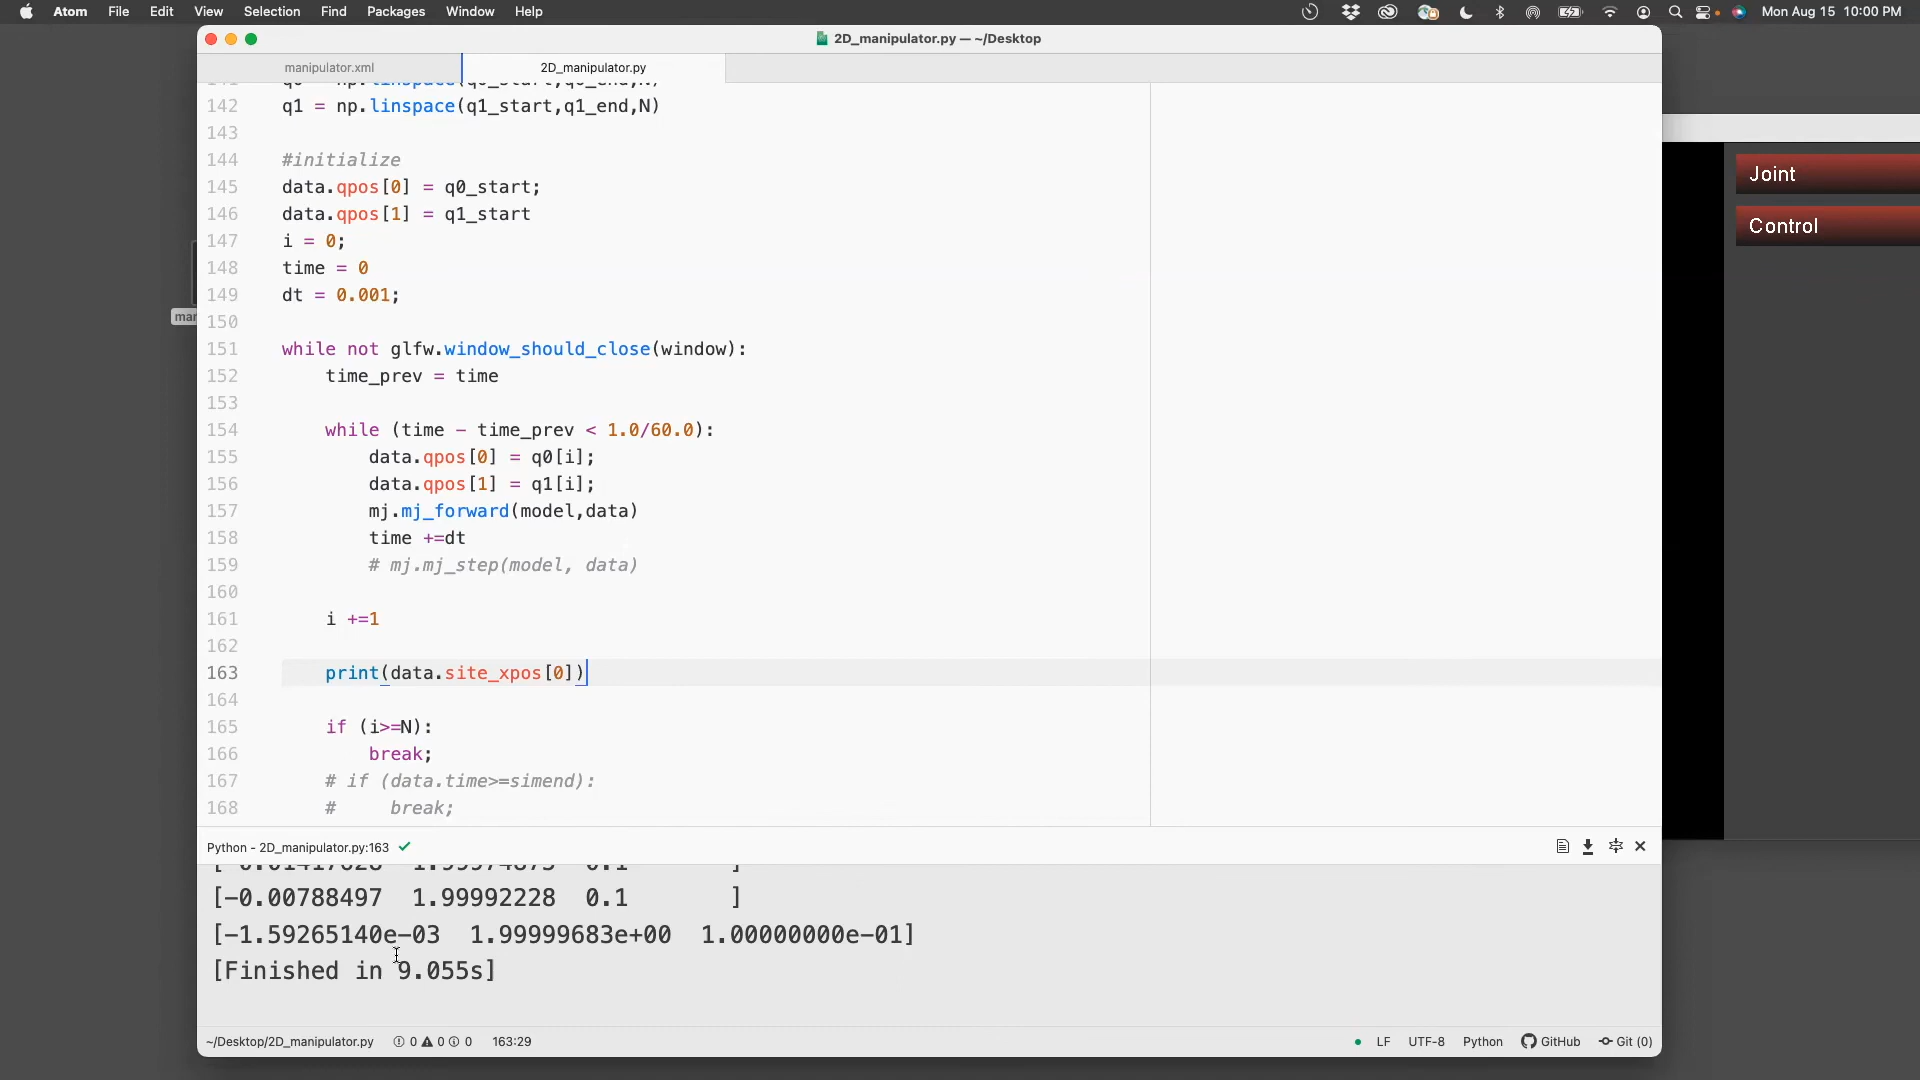 Atom File Edit View Selection Find Packages Window Help Mon Aug 15 10:00 PM
2D_manipulator.py — ~/Desktop
manipulator.xml 2D_manipulator.py
142 q1 = np.linspace(q1_start,q1_end,N)
143
144 #initialize
145 data.qpos[0] = q0_start;
146 data.qpos[1] = q1_start
147 i = 0;
148 time = 0
149 dt = 0.001;
150
151 while not glfw.window_should_close(window):
152 time_prev = time
153
154 while (time - time_prev < 1.0/60.0):
155 data.qpos[0] = q0[i];
156 data.qpos[1] = q1[i];
157 mj.mj_forward(model,data)
158 time +=dt
159 # mj.mj_step(model, data)
160
161 i +=1
162
163 print(data.site_xpos[0])
164
165 if (i>=N):
166 break;
167 # if (data.time>=simend):
168 # break;
Joint
Control
mar
Python - 2D_manipulator.py:163
[-0.00788497 1.99992228 0.1 ]
[-1.59265140e-03 1.99999683e+00 1.00000000e-01]
[Finished in 9.055s]
~/Desktop/2D_manipulator.py 0 0 0 163:29 LF UTF-8 Python GitHub Git (0)